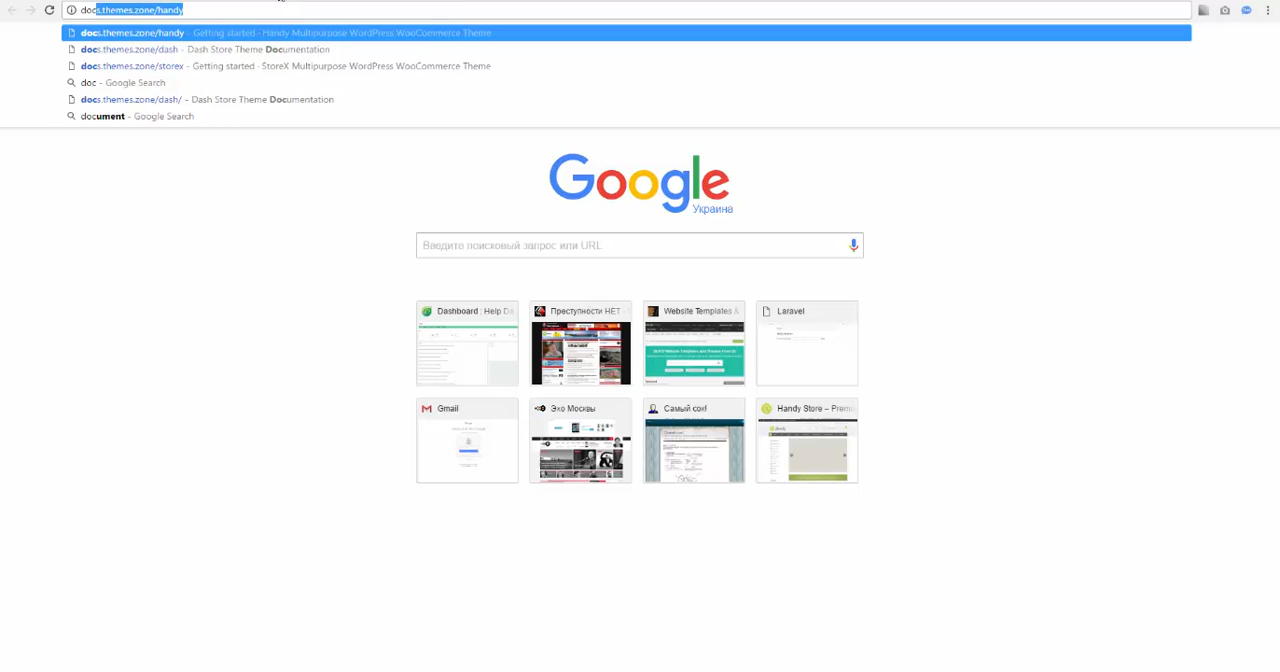 docs.themes.zone/handy
docs.themes.zone/handy - Getting started · Handy Multipurpose WordPress WooCommerce Theme
docs.themes.zone/dash - Dash Store Theme Documentation
docs.themes.zone/storex - Getting started · StoreX Multipurpose WordPress WooCommerce Theme
doc - Google Search
docs.themes.zone/dash/ - Dash Store Theme Documentation
document - Google Search
Google
Украина
Введите поисковый запрос или URL
Dashboard : Help Da
Преступности НЕТ -
Website Templates &
Laravel
Gmail
Эхо Москвы
Самый сок!
Handy Store – Premiu